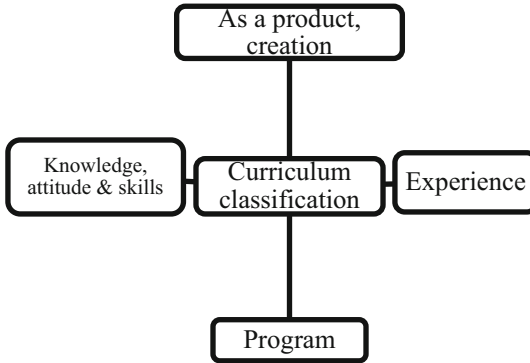 As a product,
creation
Knowledge,
attitude & skills
Curriculum
classification
Experience
Program